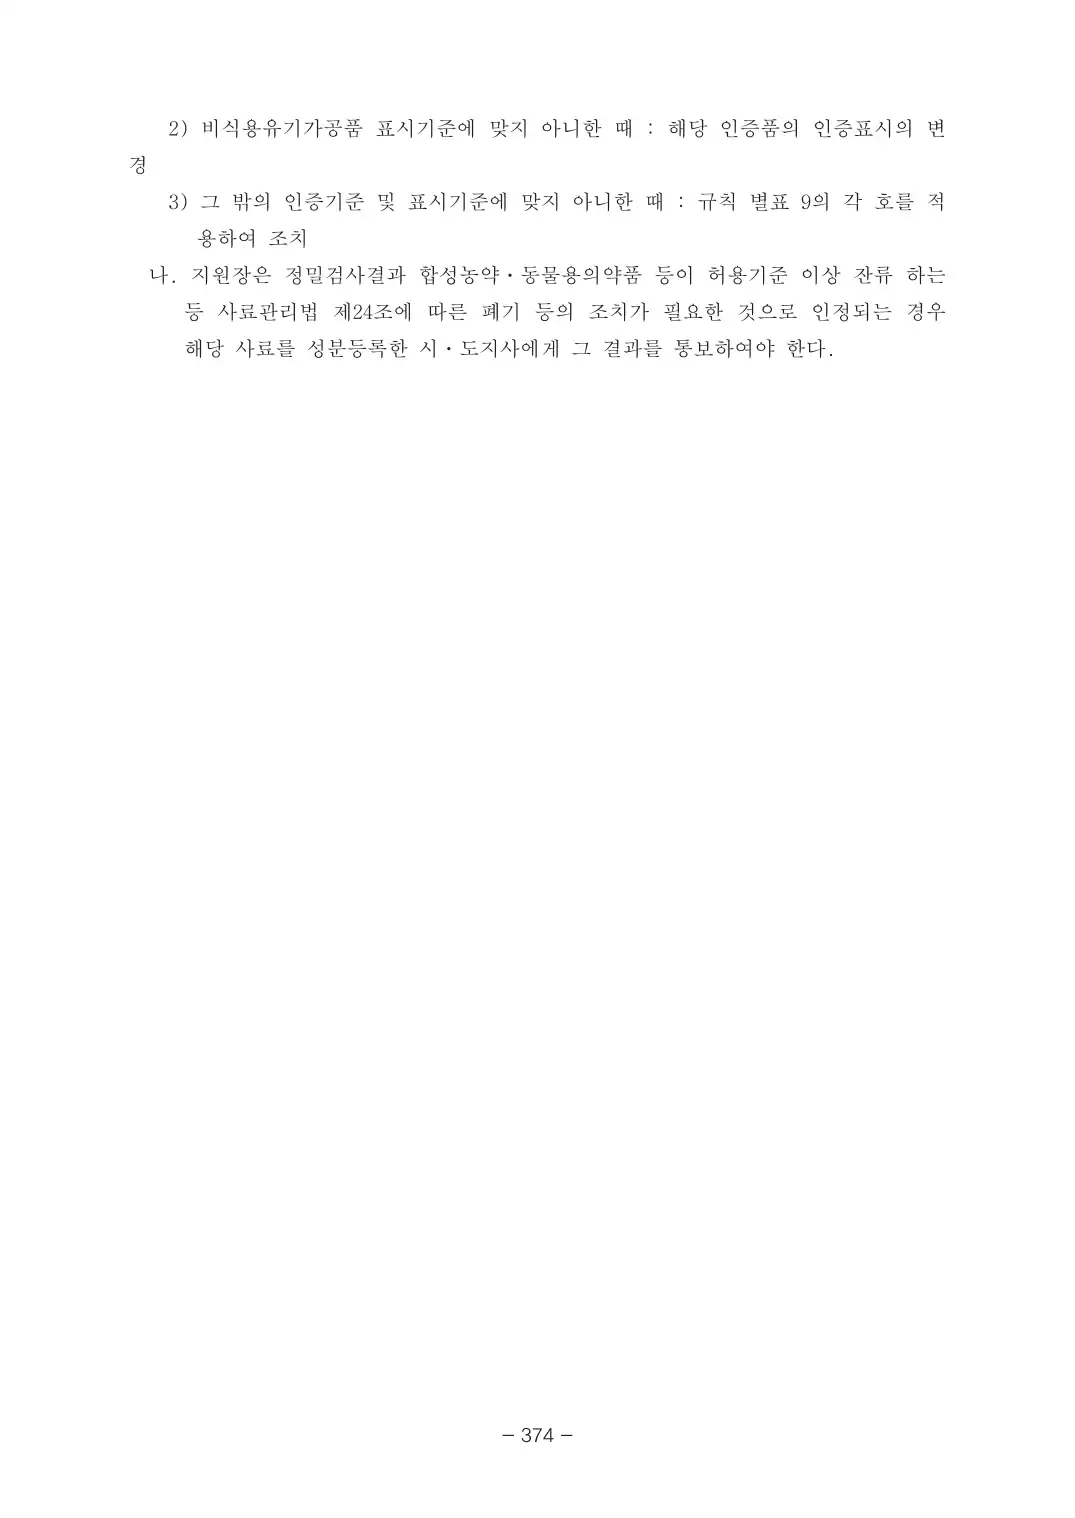 2) 비식용유기가공품 표시기준에 맞지 아니한 때 : 해당 인증품의 인증표시의 변
경
3) 그 밖의 인증기준 및 표시기준에 맞지 아니한 때 : 규칙 별표 9의 각 호를 적
용하여 조치
나. 지원장은 정밀검사결과 합성농약・동물용의약품 등이 허용기준 이상 잔류 하는
등 사료관리법 제24조에 따른 폐기 등의 조치가 필요한 것으로 인정되는 경우
해당 사료를 성분등록한 시・도지사에게 그 결과를 통보하여야 한다.
− 374 −